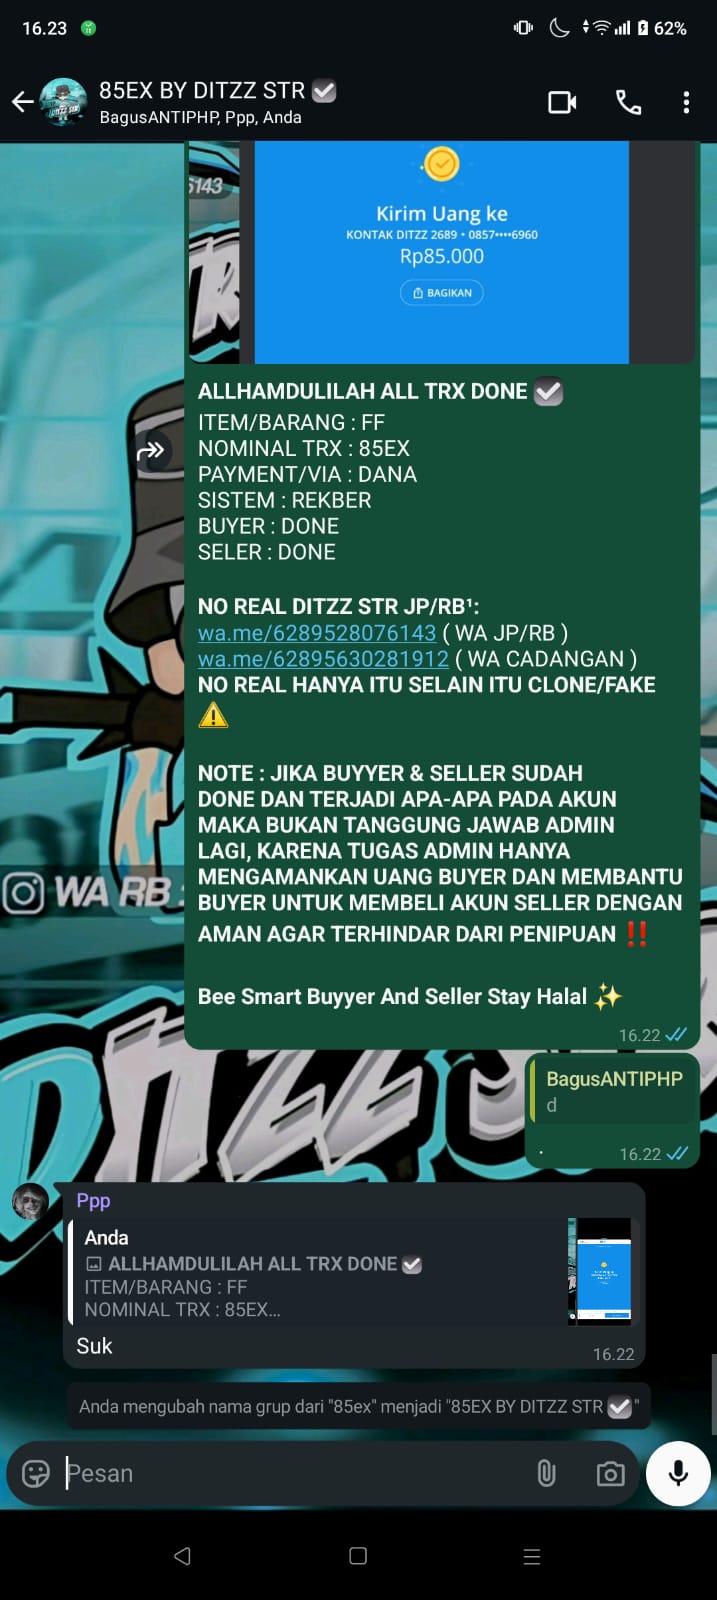 16.23
62%
85EX BY DITZZ STR ☑
BagusANTIPHP, Ppp, Anda
6143
Kirim Uang ke
KONTAK DITZZ 2689 • 0857••••6960
Rp85.000
BAGIKAN
ALLHAMDULILAH ALL TRX DONE ☑
ITEM/BARANG : FF
NOMINAL TRX : 85EX
PAYMENT/VIA : DANA
SISTEM : REKBER
BUYER : DONE
SELER : DONE
NO REAL DITZZ STR JP/RB¹:
wa.me/6289528076143 ( WA JP/RB )
wa.me/62895630281912 ( WA CADANGAN )
NO REAL HANYA ITU SELAIN ITU CLONE/FAKE
⚠️
NOTE : JIKA BUYYER & SELLER SUDAH
DONE DAN TERJADI APA-APA PADA AKUN
MAKA BUKAN TANGGUNG JAWAB ADMIN
LAGI, KARENA TUGAS ADMIN HANYA
MENGAMANKAN UANG BUYER DAN MEMBANTU
BUYER UNTUK MEMBELI AKUN SELLER DENGAN
AMAN AGAR TERHINDAR DARI PENIPUAN ‼️
Bee Smart Buyyer And Seller Stay Halal ✨
16.22
WA RB :
BagusANTIPHP
d
.
16.22
DITZZ S
Ppp
Anda
ALLHAMDULILAH ALL TRX DONE ☑
ITEM/BARANG : FF
NOMINAL TRX : 85EX...
Suk
16.22
Anda mengubah nama grup dari "85ex" menjadi "85EX BY DITZZ STR ☑"
Pesan